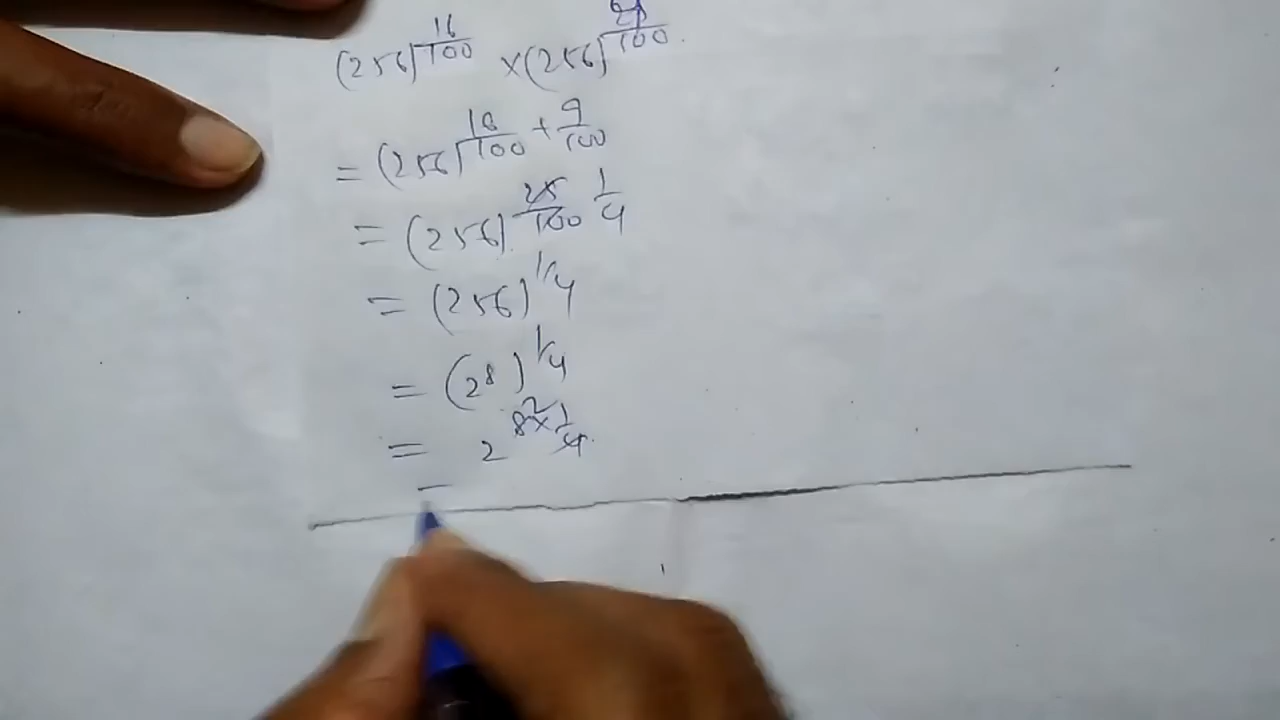 (256)^16/100 × (256)^9/100
= (256)^16/100 + 9/100
= (256)^25/100 1/4
= (256)^1/4
= (2^8)^1/4
= 2^8 2 × 1/4
=